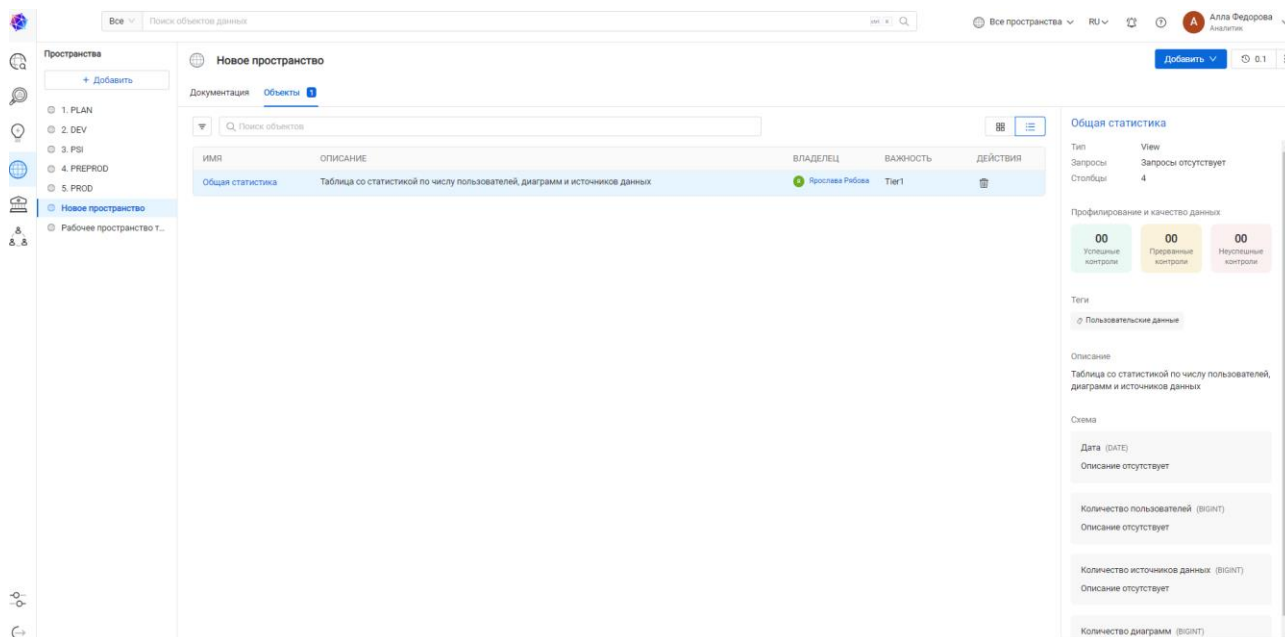 Все
Поиск объектов данных
Все пространства
RU
А
Алла Федорова
Аналитик
Пространства
+ Добавить
1. PLAN
2. DEV
3. PSI
4. PREPROD
5. PROD
Новое пространство
Рабочее пространство т...
Новое пространство
Добавить
0.1
Документация Объекты 1
Поиск объектов
ИМЯ ОПИСАНИЕ ВЛАДЕЛЕЦ ВАЖНОСТЬ ДЕЙСТВИЯ
Общая статистика Таблица со статистикой по числу пользователей, диаграмм и источников данных Ярослава Рябова Tier1
Общая статистика
Тип View
Запросы Запросы отсутствует
Столбцы 4
Профилирование и качество данных
00 00 00
Успешные контроли Прерванные контроли Неуспешные контроли
Теги
Пользовательские данные
Описание
Таблица со статистикой по числу пользователей,
диаграмм и источников данных
Схема
Дата (DATE)
Описание отсутствует
Количество пользователей (BIGINT)
Описание отсутствует
Количество источников данных (BIGINT)
Описание отсутствует
Количество диаграмм (BIGINT)